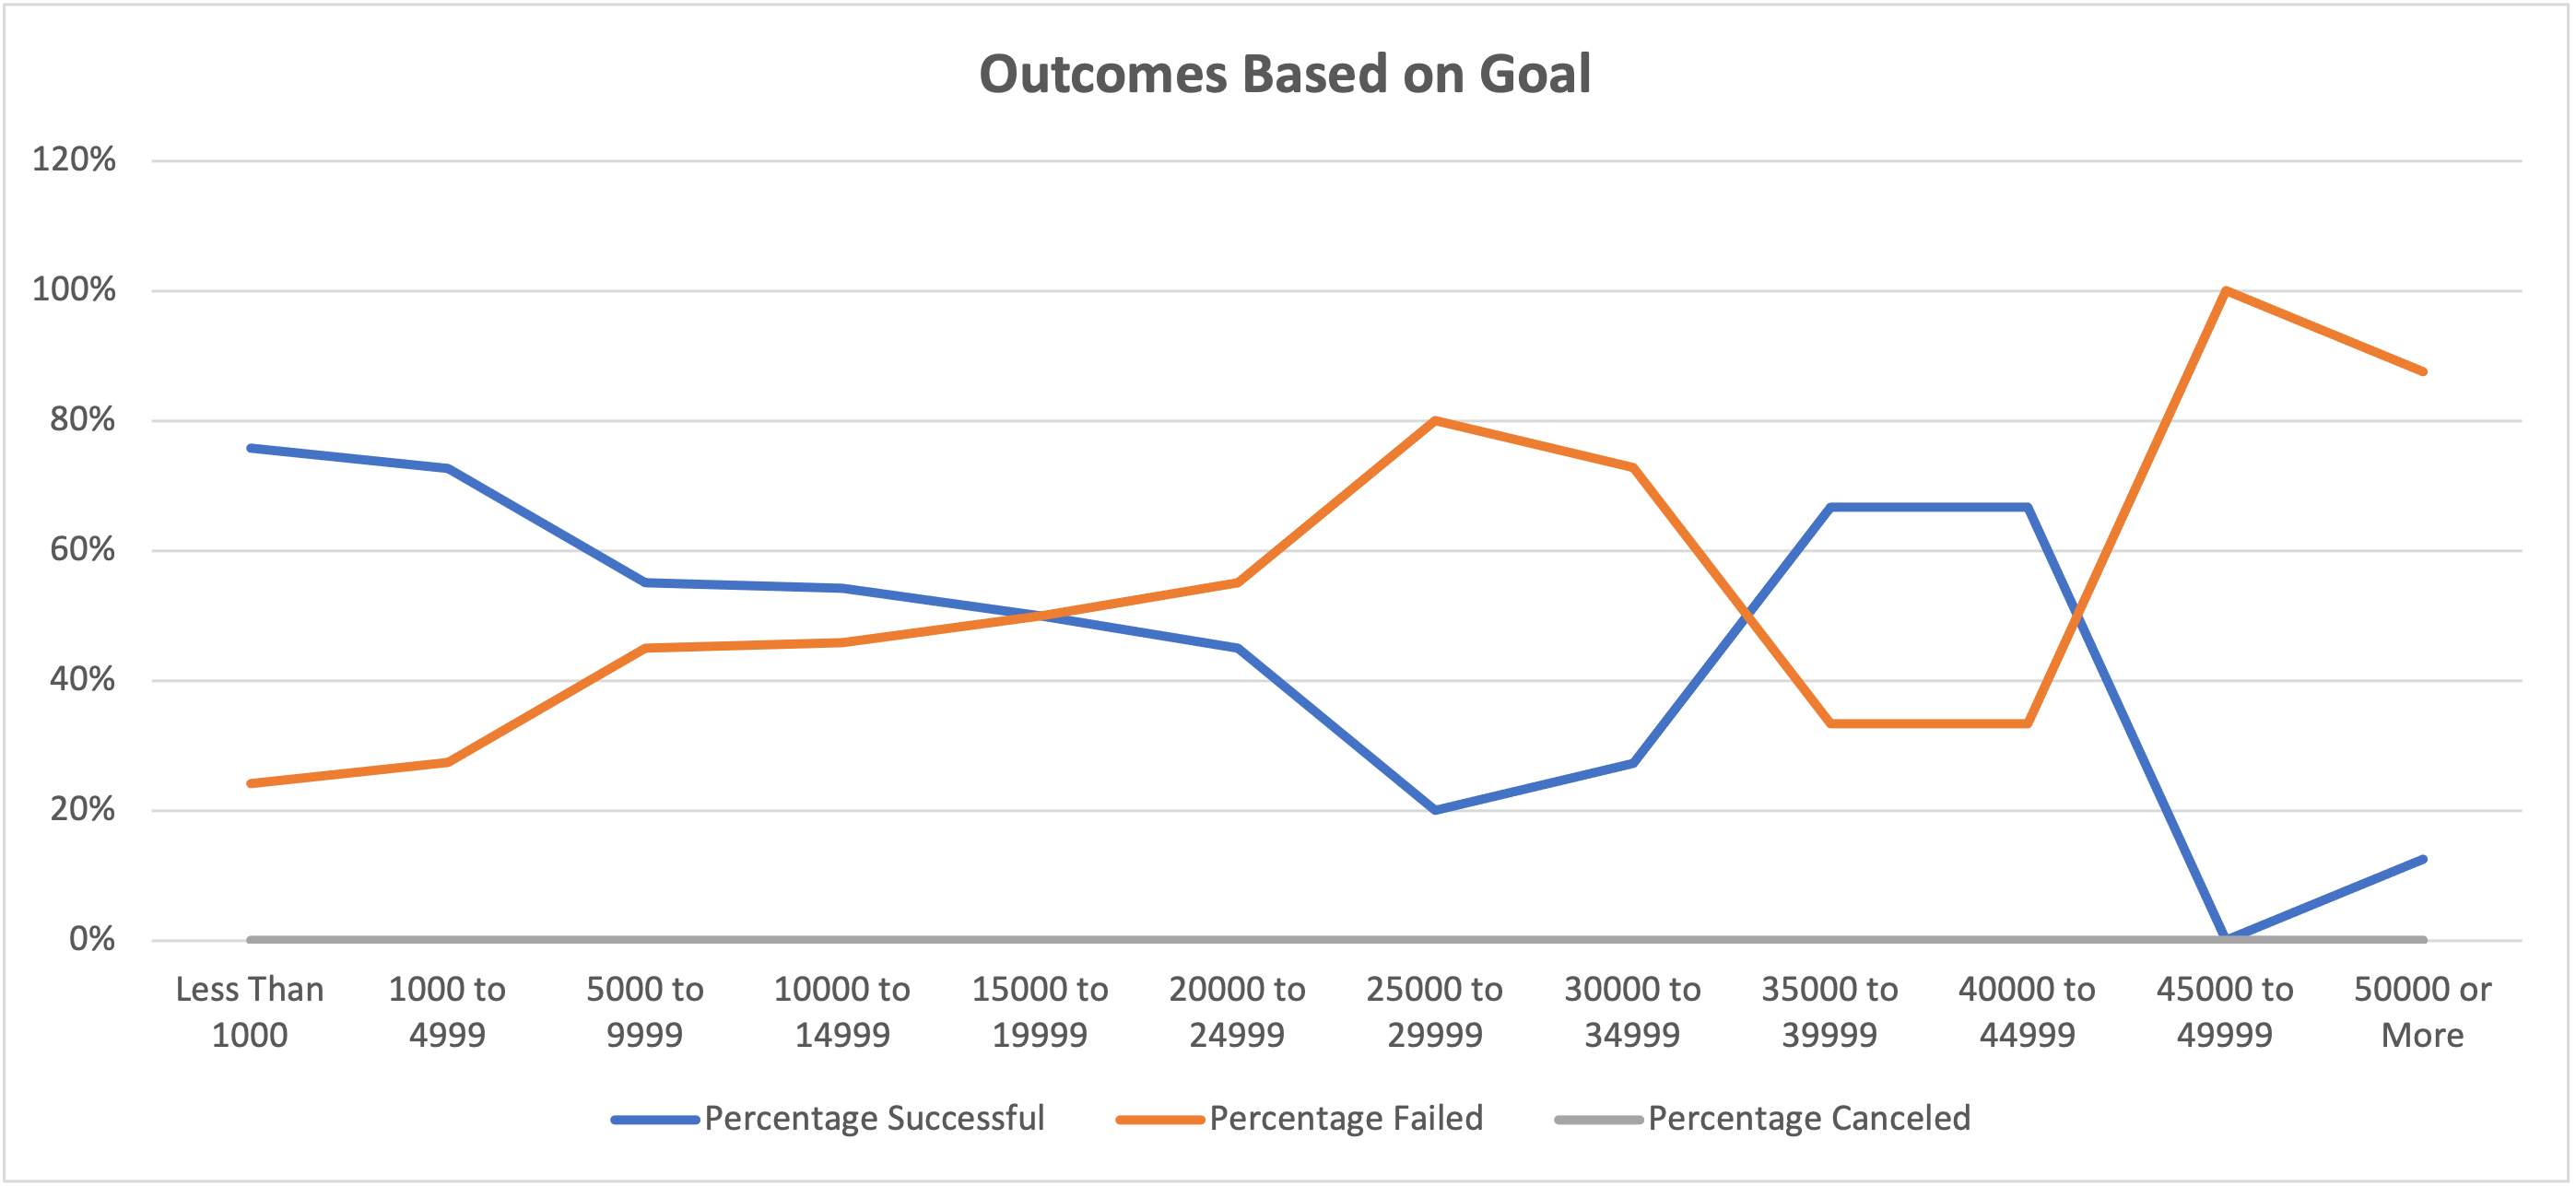 Outcomes Based on Goal
120%
100%
80%
60%
40%
20%
0%
Less Than 1000 to 5000 to 10000 to 15000 to 20000 to 25000 to 30000 to 35000 to 40000 to 45000 to 50000 or
1000 4999 9999 14999 19999 24999 29999 34999 39999 44999 49999 More
Percentage Successful Percentage Failed Percentage Canceled